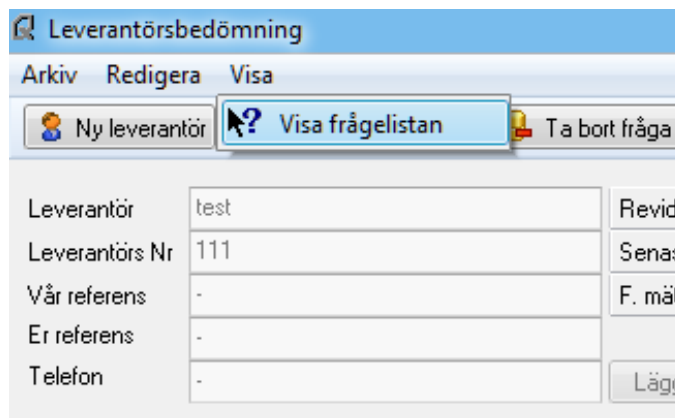 Leverantörsbedömning
Arkiv Redigera Visa
Ny leverantör ? Visa frågelistan Ta bort fråga
Leverantör test
Leverantörs Nr 111
Vår referens -
Er referens -
Telefon -
F. mä